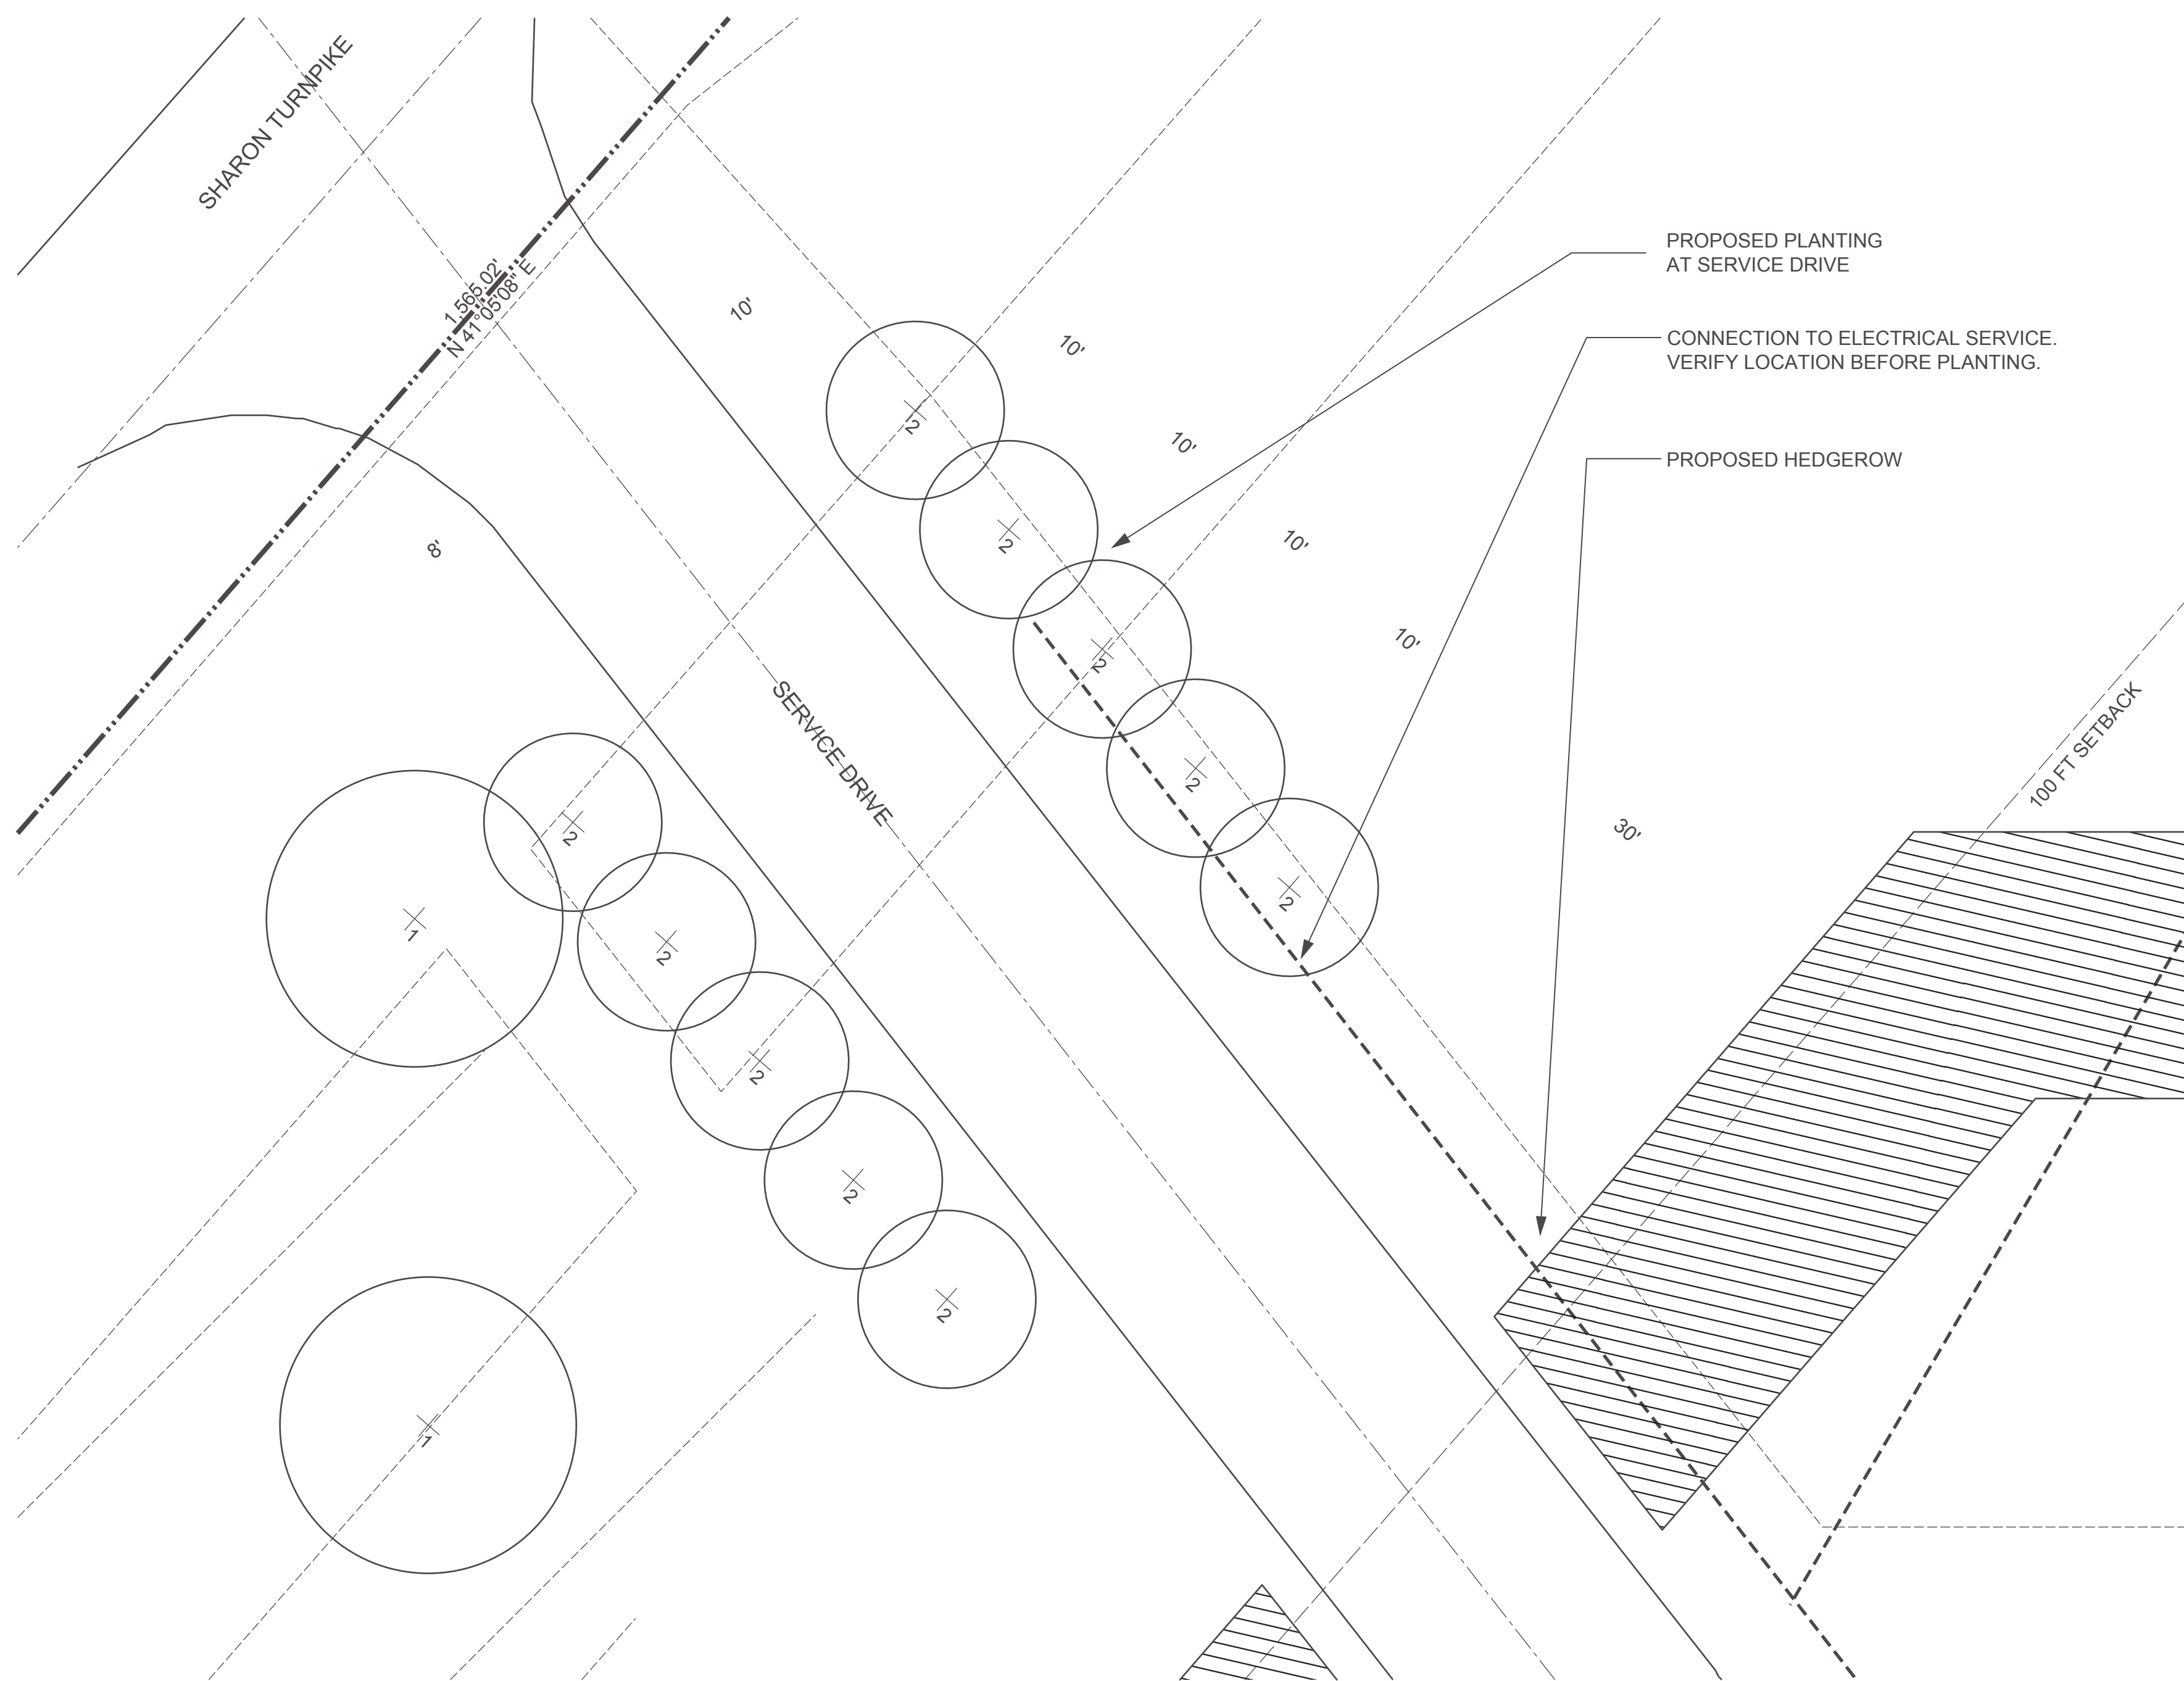 SHARON TURNPIKE
1,565.02'
N 41°05'08" E
10'
10'
10'
10'
10'
30'
8'
PROPOSED PLANTING
AT SERVICE DRIVE
CONNECTION TO ELECTRICAL SERVICE.
VERIFY LOCATION BEFORE PLANTING.
PROPOSED HEDGEROW
SERVICE DRIVE
100 FT SETBACK
2
2
2
2
2
2
2
2
2
2
1
1